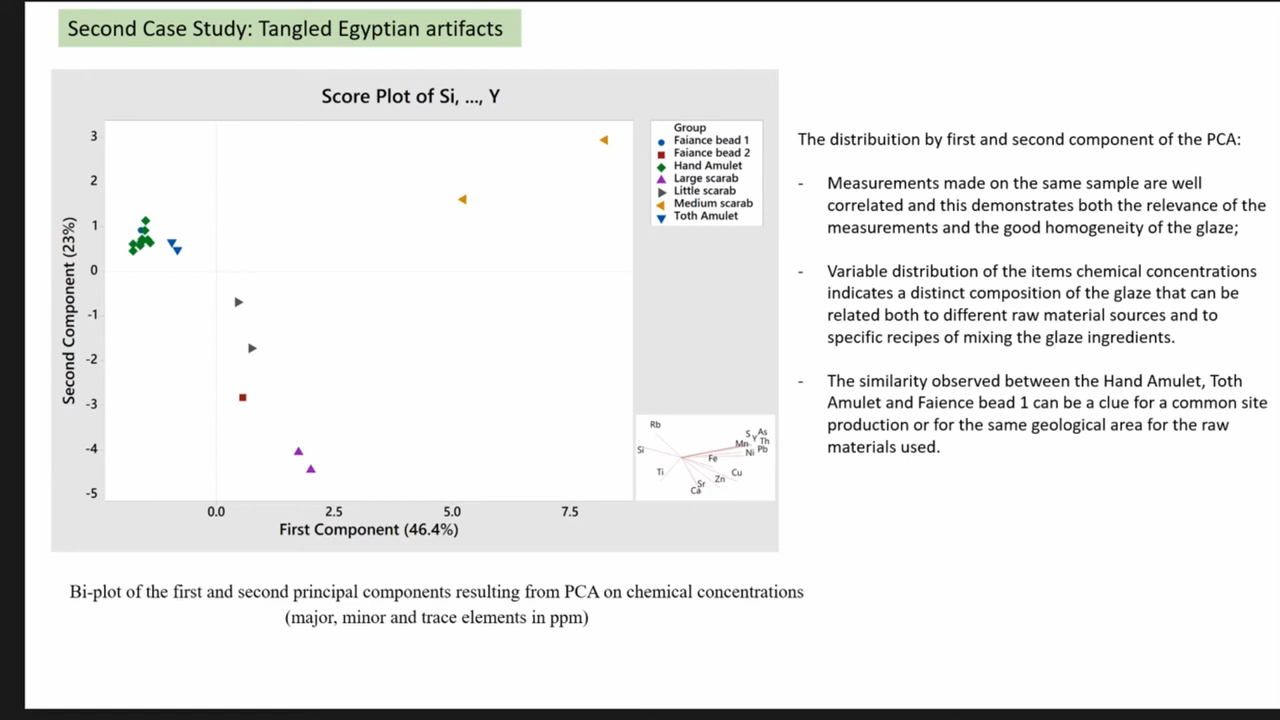 Second Case Study: Tangled Egyptian artifacts
Score Plot of Si, ..., Y
3
2
1
0
-1
-2
-3
-4
-5
Second Component (23%)
0.0
2.5
5.0
7.5
First Component (46.4%)
Group
Faiance bead 1
Faiance bead 2
Hand Amulet
Large scarab
Little scarab
Medium scarab
Toth Amulet
Rb
Si
Ti
S
Y
As
Th
Mn
Ni
Pb
Fe
Cu
Zn
Sr
Ca
Bi-plot of the first and second principal components resulting from PCA on chemical concentrations
(major, minor and trace elements in ppm)
The distribuition by first and second component of the PCA:
- Measurements made on the same sample are well
correlated and this demonstrates both the relevance of the
measurements and the good homogeneity of the glaze;
- Variable distribution of the items chemical concentrations
indicates a distinct composition of the glaze that can be
related both to different raw material sources and to
specific recipes of mixing the glaze ingredients.
- The similarity observed between the Hand Amulet, Toth
Amulet and Faience bead 1 can be a clue for a common site
production or for the same geological area for the raw
materials used.